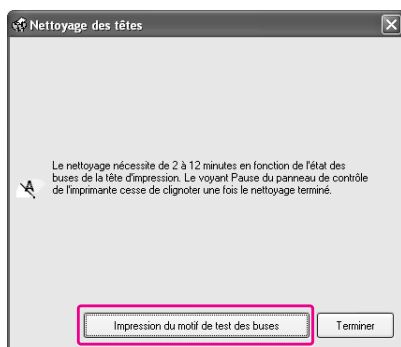 Nettoyage des têtes
Le nettoyage nécessite de 2 à 12 minutes en fonction de l'état des
buses de la tête d'impression. Le voyant Pause du panneau de contrôle
de l'imprimante cesse de clignoter une fois le nettoyage terminé.
Impression du motif de test des buses
Terminer